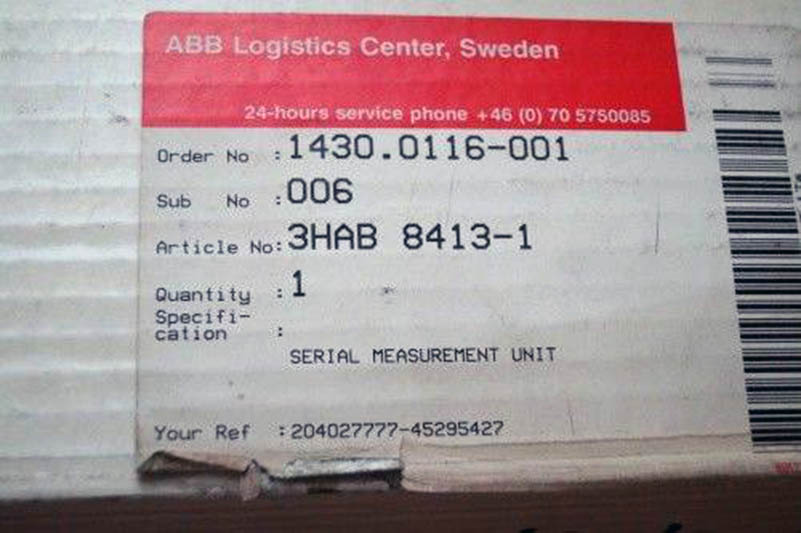 ABB Logistics Center, Sweden
24-hours service phone +46 (0) 70 5750085
Order No :1430.0116-001
Sub No :006
Article No:3HAB 8413-1
Quantity :1
Specifi-
cation :
SERIAL MEASUREMENT UNIT
Your Ref :204027777-45295427